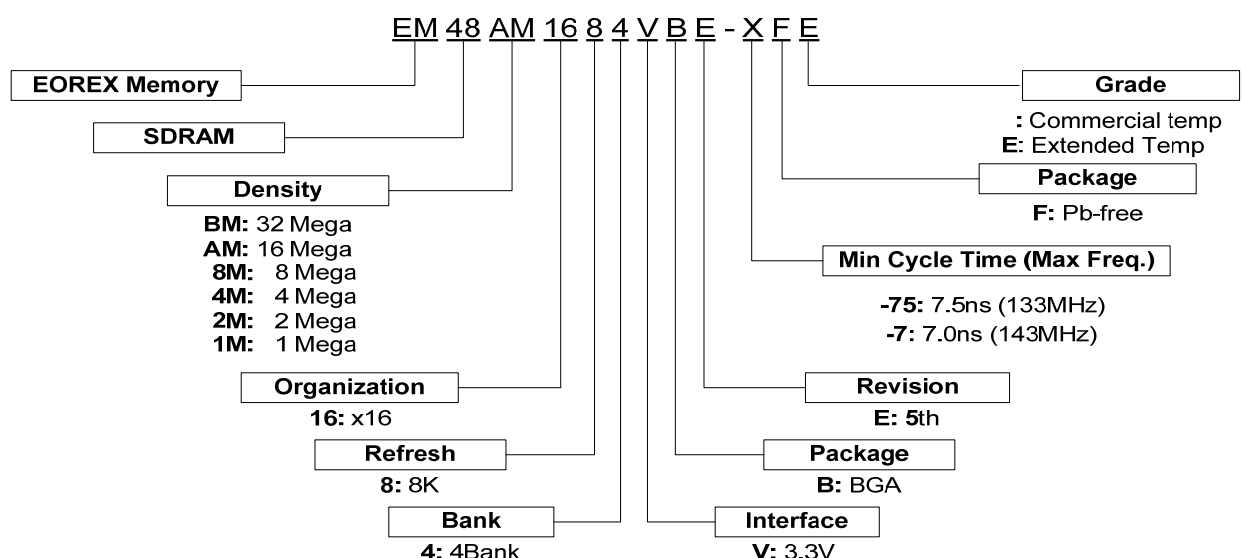 EM 48 AM 16 8 4 V B E - X F E
EOREX Memory
Grade
: Commercial temp
E: Extended Temp
SDRAM
Package
F: Pb-free
Density
BM: 32 Mega
AM: 16 Mega
8M: 8 Mega
4M: 4 Mega
2M: 2 Mega
1M: 1 Mega
Min Cycle Time (Max Freq.)
-75: 7.5ns (133MHz)
-7: 7.0ns (143MHz)
Organization
16: x16
Revision
E: 5th
Refresh
8: 8K
Package
B: BGA
Bank
4: 4Bank
Interface
V: 3.3V